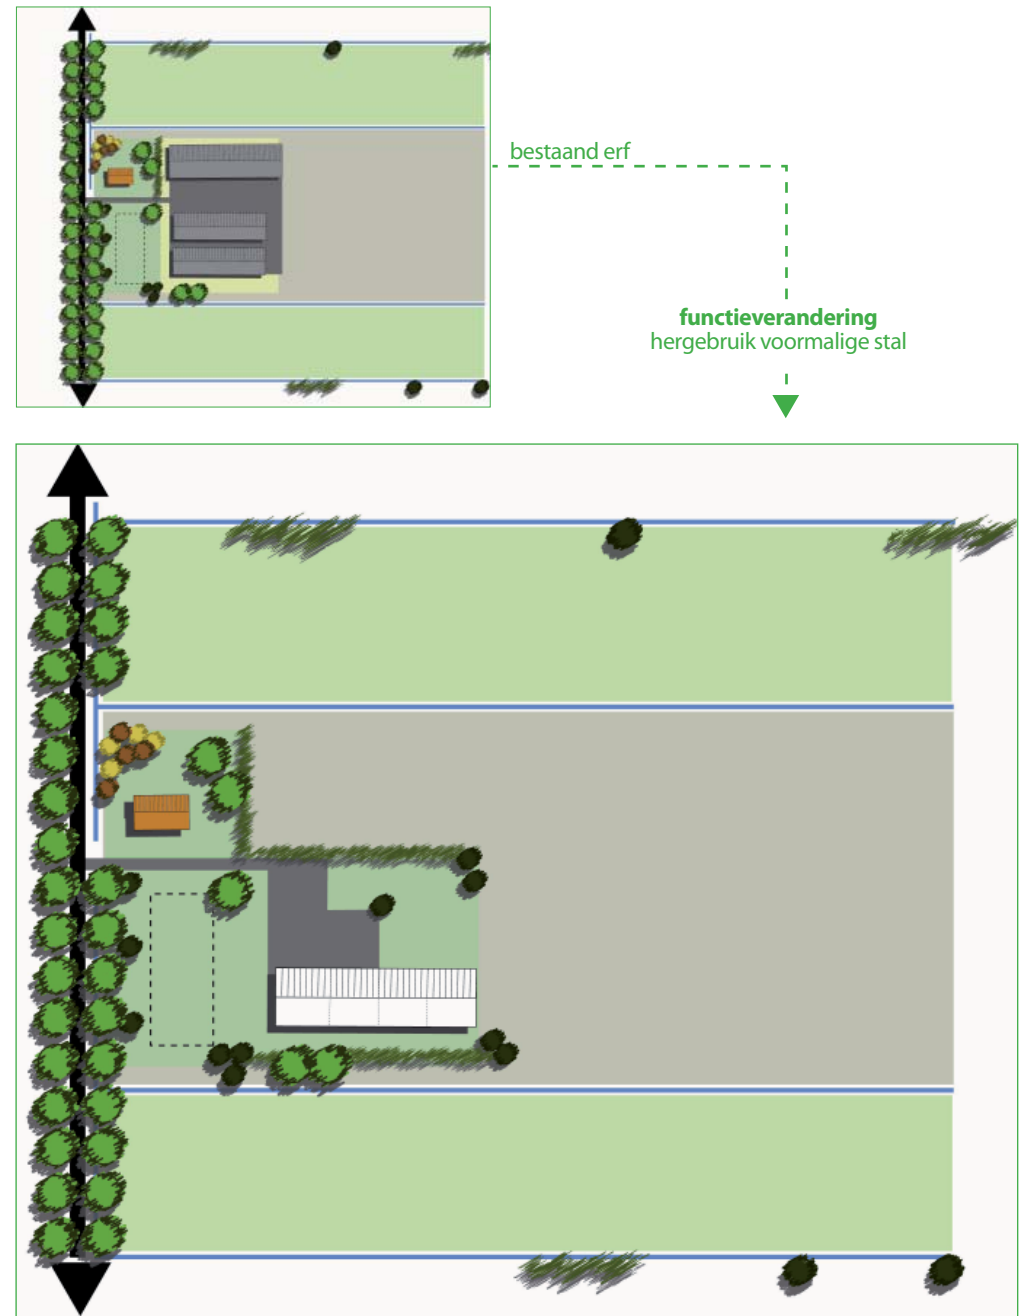 bestaand erf
functieverandering
hergebruik voormalige stal